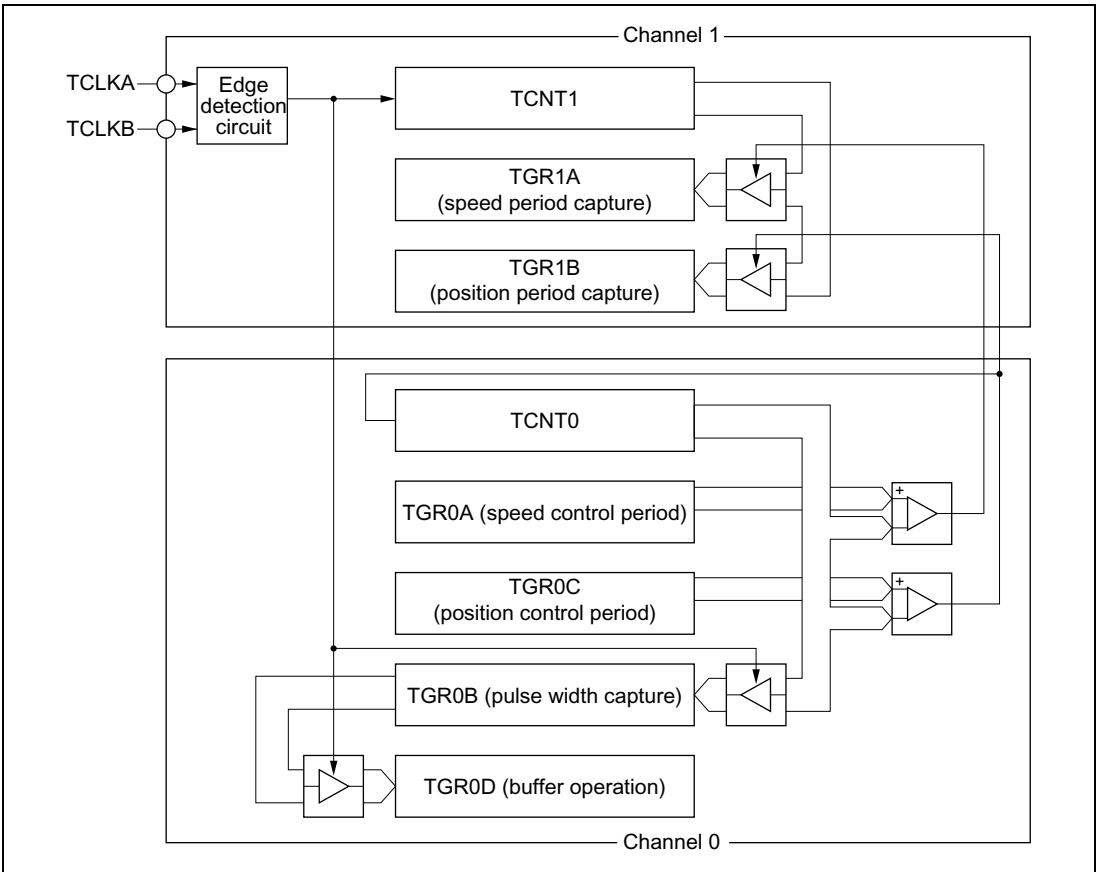 Channel 1
TCLKA
TCLKB
Edge
detection
circuit
TCNT1
TGR1A
(speed period capture)
TGR1B
(position period capture)
TCNT0
TGR0A (speed control period)
+
TGR0C
(position control period)
+
TGR0B (pulse width capture)
TGR0D (buffer operation)
Channel 0